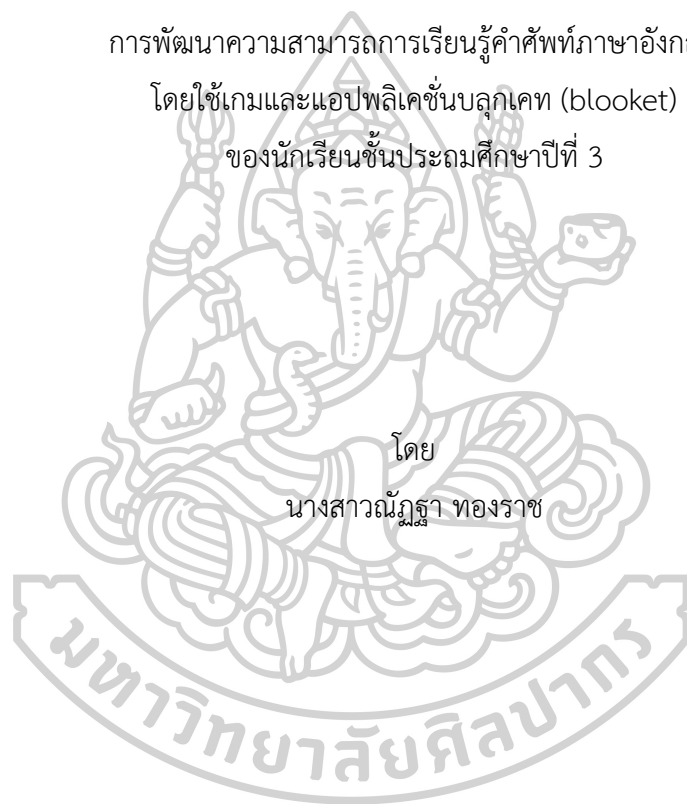 การพัฒนาความสามารถการเรียนรู้คำศัพท์ภาษาอังก
โดยใช้เกมและแอปพลิเคชั่นบลุกเคท (blooket)
ของนักเรียนชั้นประถมศึกษาปีที่ 3
โดย
นางสาวณัฏฐา ทองราช
มหาวิทยาลัยศิลปากร